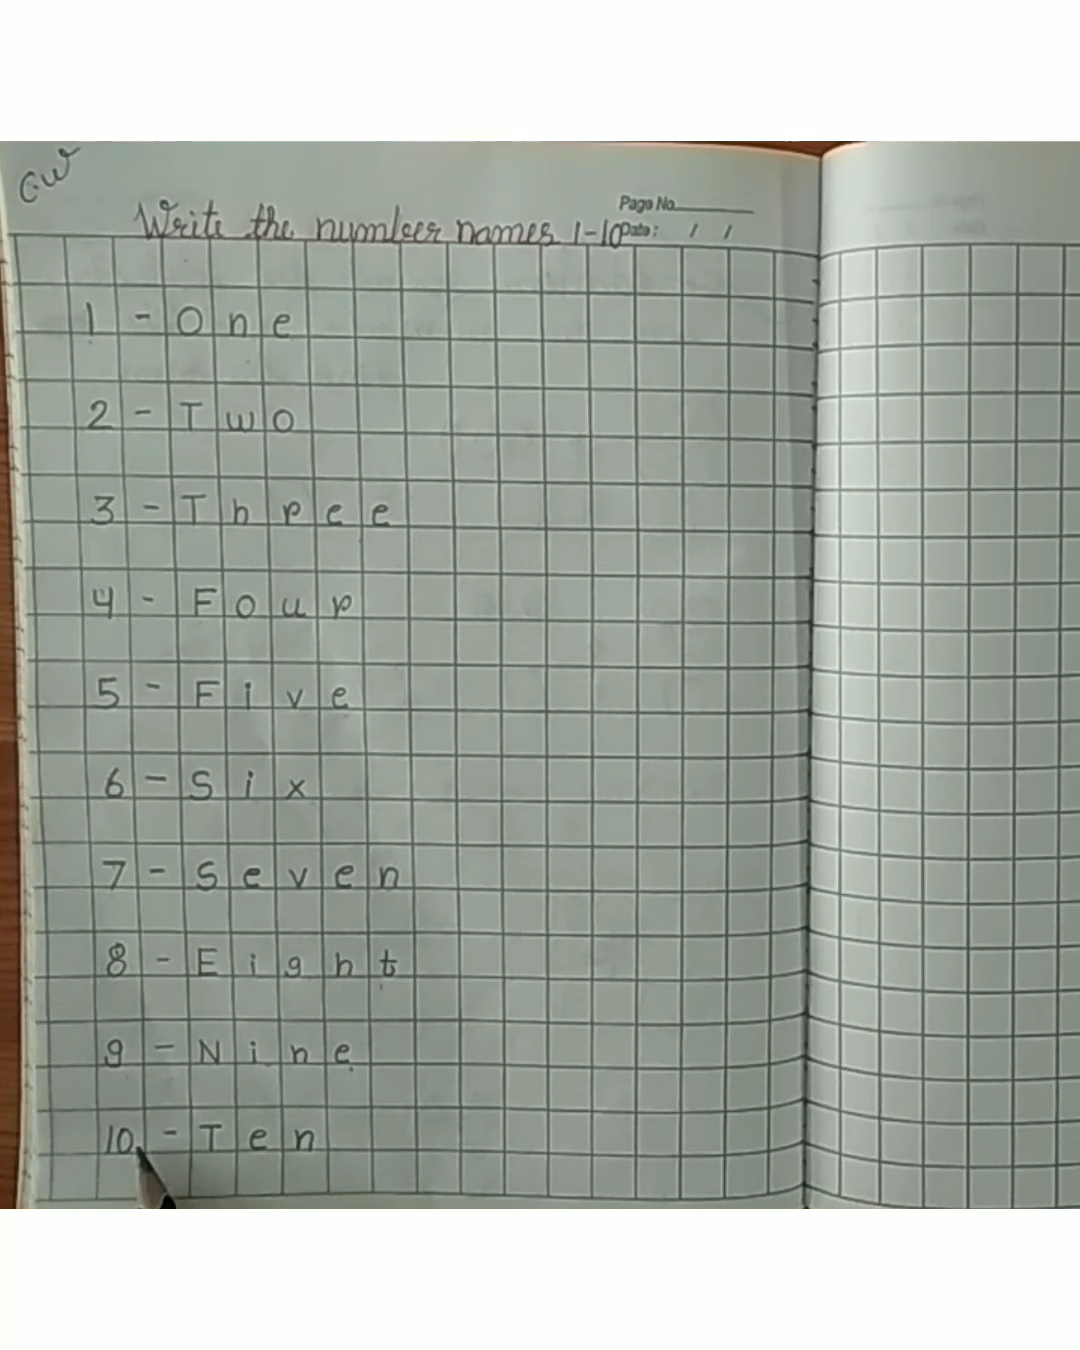 CW
Page No.
Write the number names 1-10 Date: / /
1 - One
2 - Two
3 - Three
4 - Four
5 - Five
6 - Six
7 - Seven
8 - Eight
9 - Nine
10 - Ten